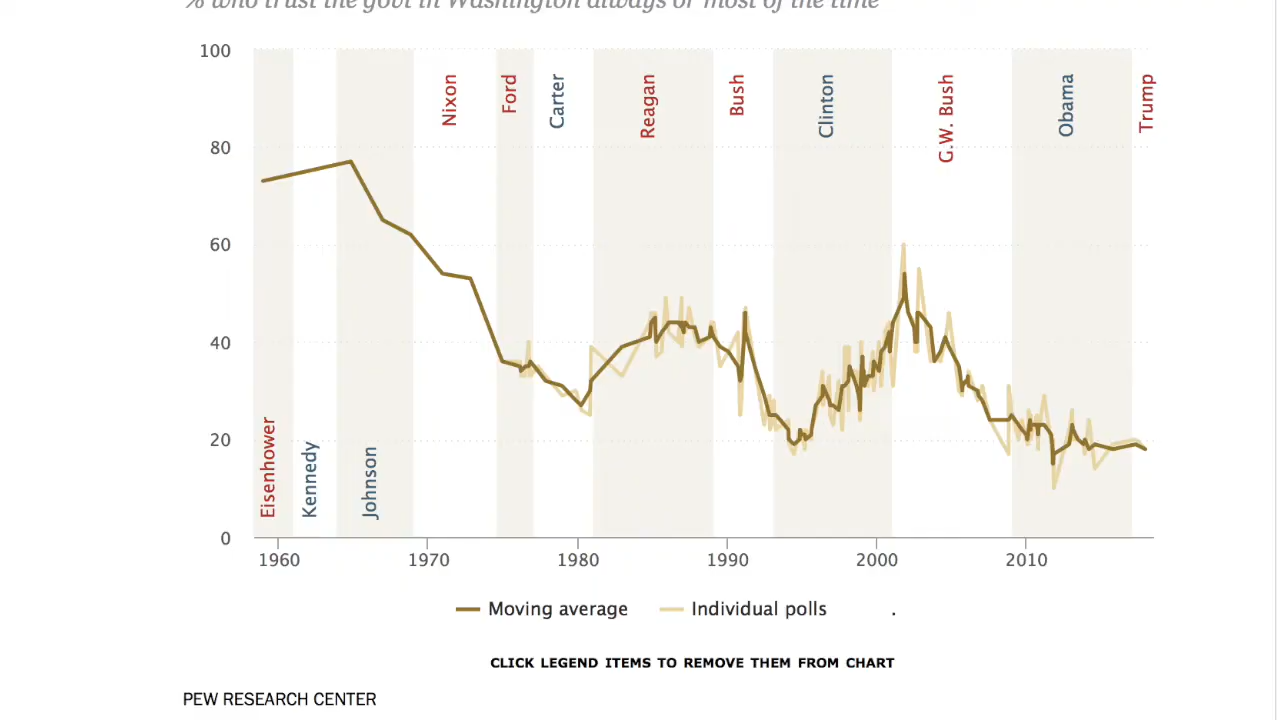 % who trust the govt in Washington always or most of the time
100
80
60
40
20
0
Eisenhower
Kennedy
Johnson
Nixon
Ford
Carter
Reagan
Bush
Clinton
G.W. Bush
Obama
Trump
1960 1970 1980 1990 2000 2010
Moving average Individual polls .
CLICK LEGEND ITEMS TO REMOVE THEM FROM CHART
PEW RESEARCH CENTER